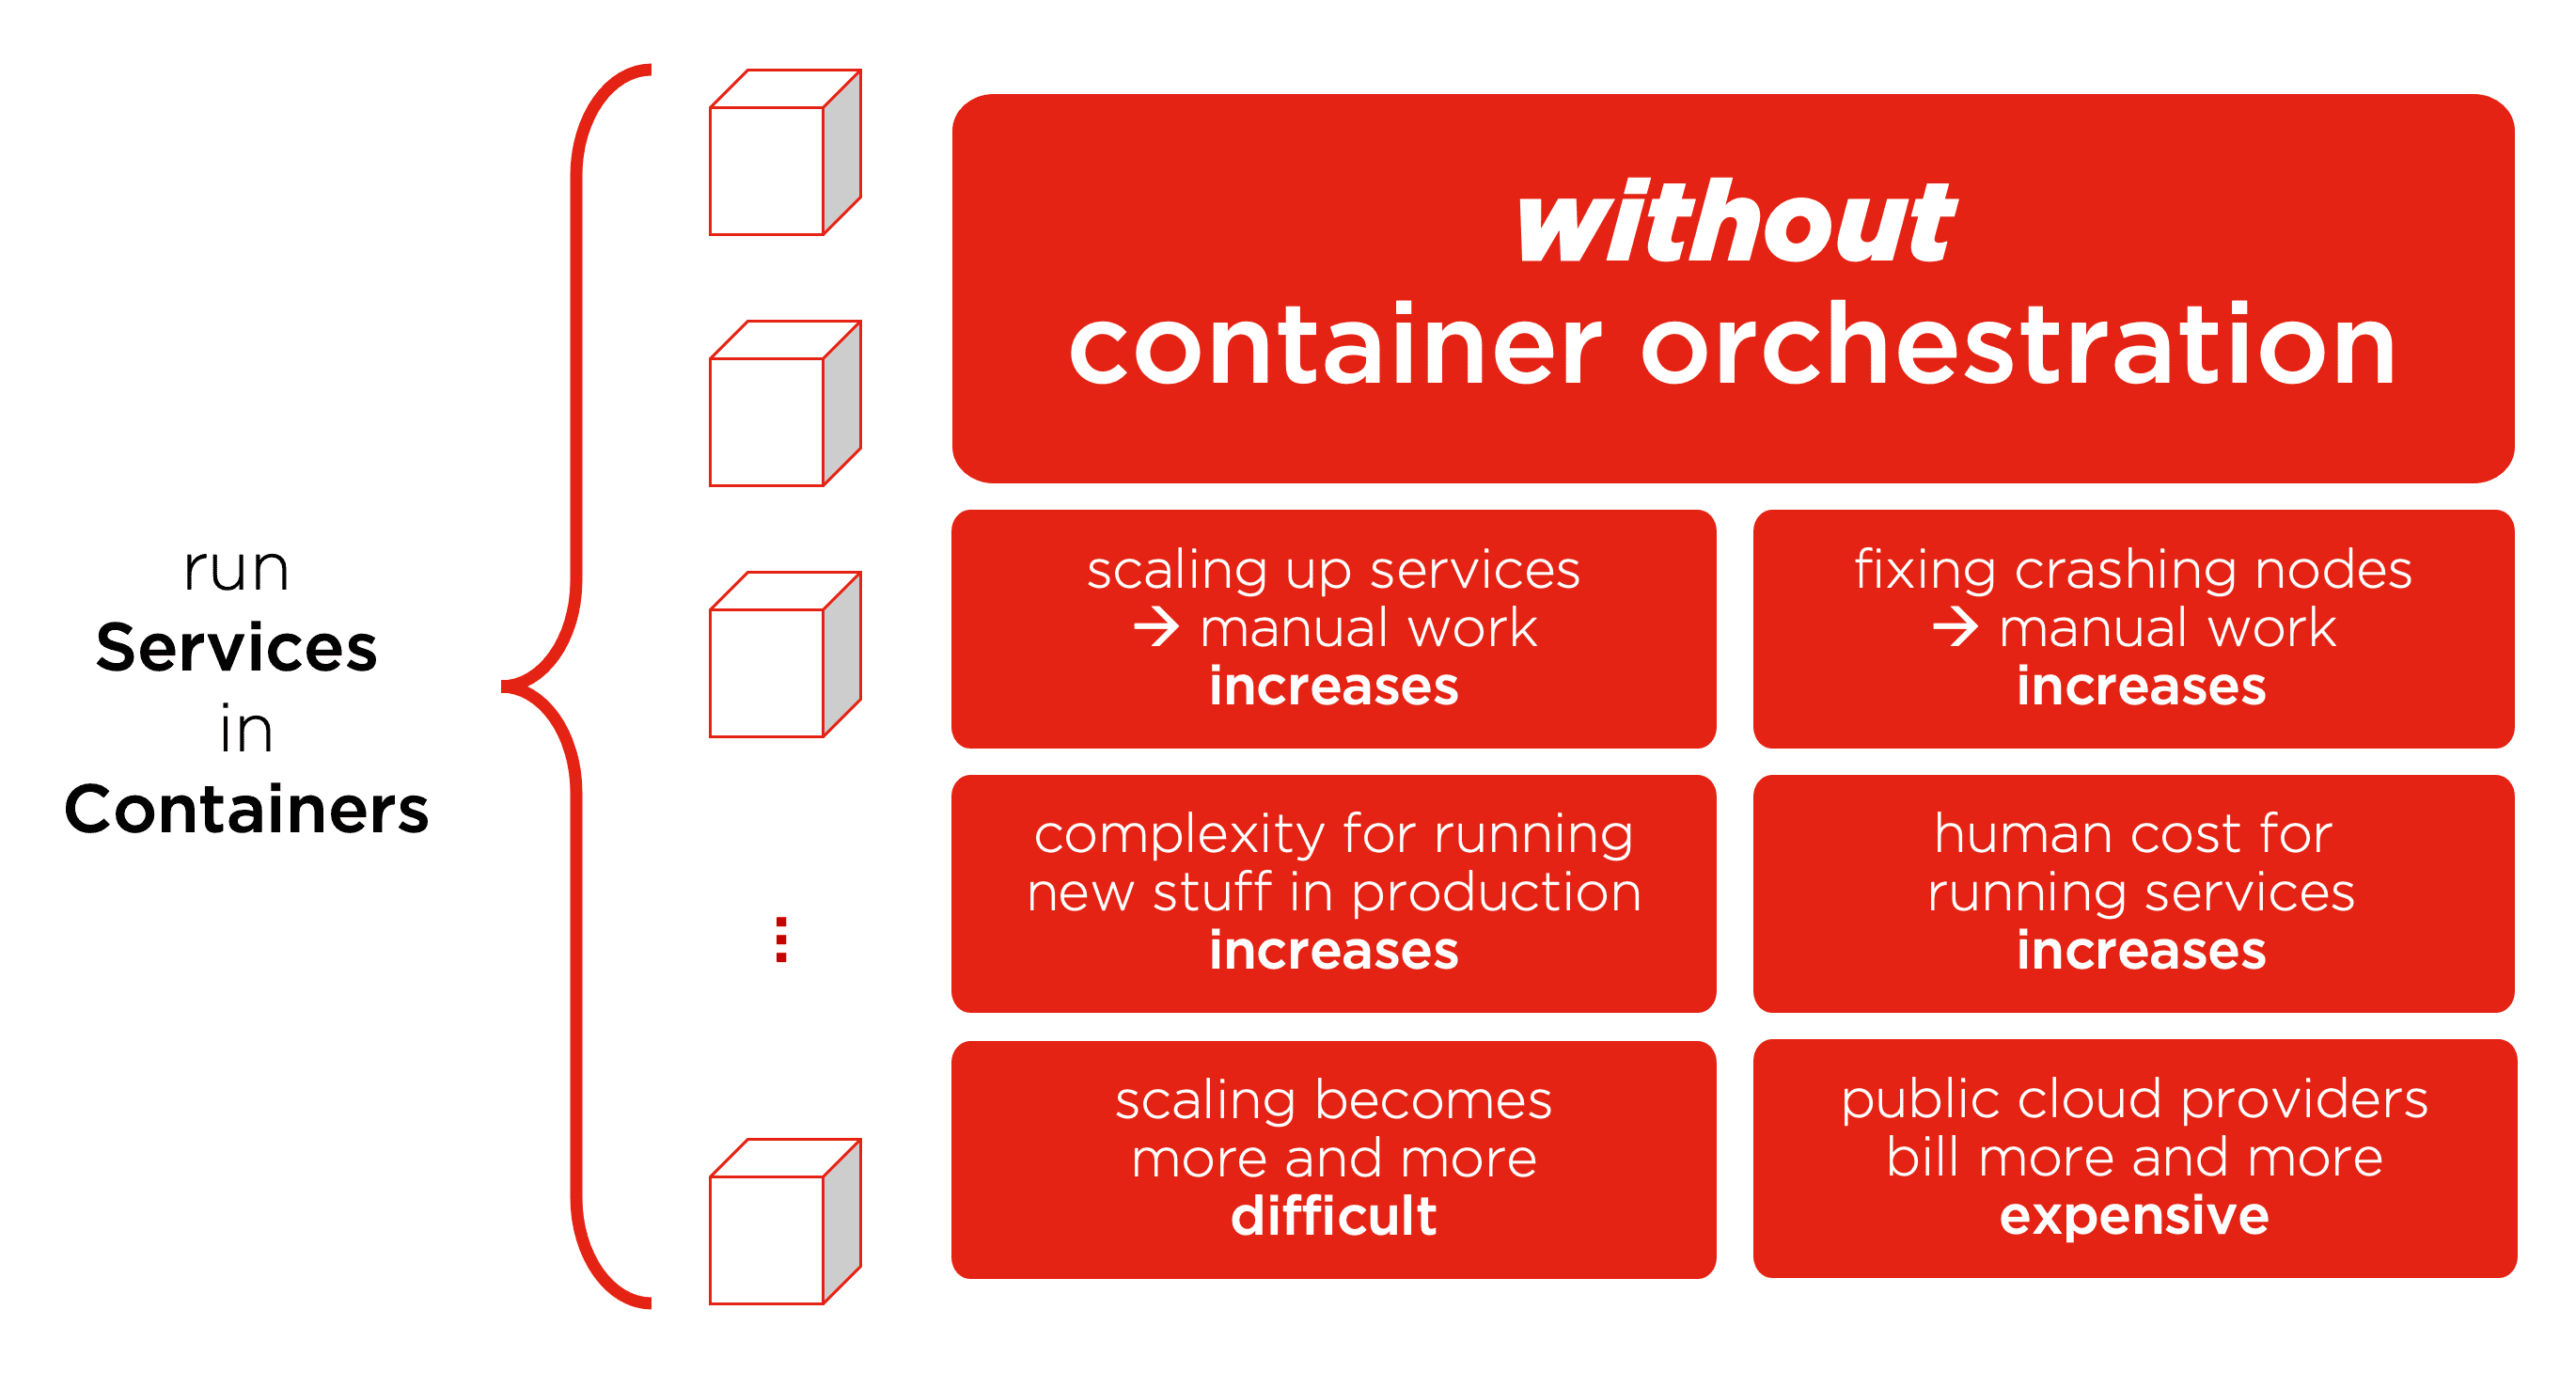 run
Services
in
Containers
without
container orchestration
scaling up services
→ manual work
increases
fixing crashing nodes
→ manual work
increases
complexity for running
new stuff in production
increases
human cost for
running services
increases
scaling becomes
more and more
difficult
public cloud providers
bill more and more
expensive